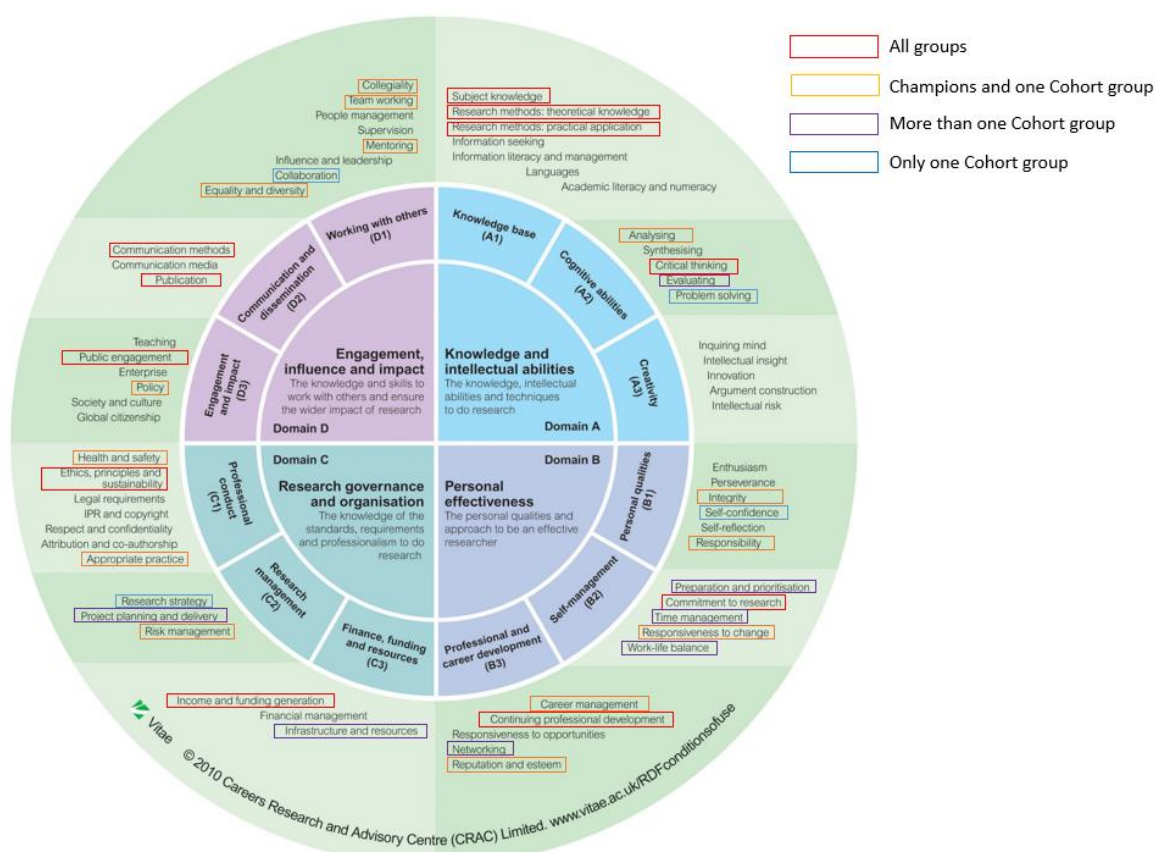 All groups
Champions and one Cohort group
More than one Cohort group
Only one Cohort group
Collegiality
Team working
People management
Supervision
Mentoring
Influence and leadership
Collaboration
Equality and diversity
Subject knowledge
Research methods: theoretical knowledge
Research methods: practical application
Information seeking
Information literacy and management
Languages
Academic literacy and numeracy
Working with others
(D1)
Knowledge base
(A1)
Communication methods
Communication media
Publication
Communication and
dissemination
(D2)
Cognitive abilities
(A2)
Analysing
Synthesising
Critical thinking
Evaluating
Problem solving
Teaching
Public engagement
Enterprise
Policy
Society and culture
Global citizenship
Engagement
and impact
(D3)
Engagement,
influence and impact
The knowledge and skills to
work with others and ensure
the wider impact of research
Domain D
Knowledge and
intellectual abilities
The knowledge, intellectual
abilities and techniques
to do research
Domain A
Creativity
(A3)
Inquiring mind
Intellectual insight
Innovation
Argument construction
Intellectual risk
Health and safety
Ethics, principles and
sustainability
Legal requirements
IPR and copyright
Respect and confidentiality
Attribution and co-authorship
Appropriate practice
Professional
conduct
(C1)
Domain C
Research governance
and organisation
The knowledge of the
standards, requirements
and professionalism to do
research
Domain B
Personal
effectiveness
The personal qualities and
approach to be an effective
researcher
Personal qualities
(B1)
Enthusiasm
Perseverance
Integrity
Self-confidence
Self-reflection
Responsibility
Research strategy
Project planning and delivery
Risk management
Research
management
(C2)
Self-management
(B2)
Preparation and prioritisation
Commitment to research
Time management
Responsiveness to change
Work-life balance
Finance, funding
and resources
(C3)
Professional and
career development
(B3)
Income and funding generation
Financial management
Infrastructure and resources
Career management
Continuing professional development
Responsiveness to opportunities
Networking
Reputation and esteem
Vitae
© 2010 Careers Research and Advisory Centre (CRAC) Limited. www.vitae.ac.uk/RDFconditionsofuse